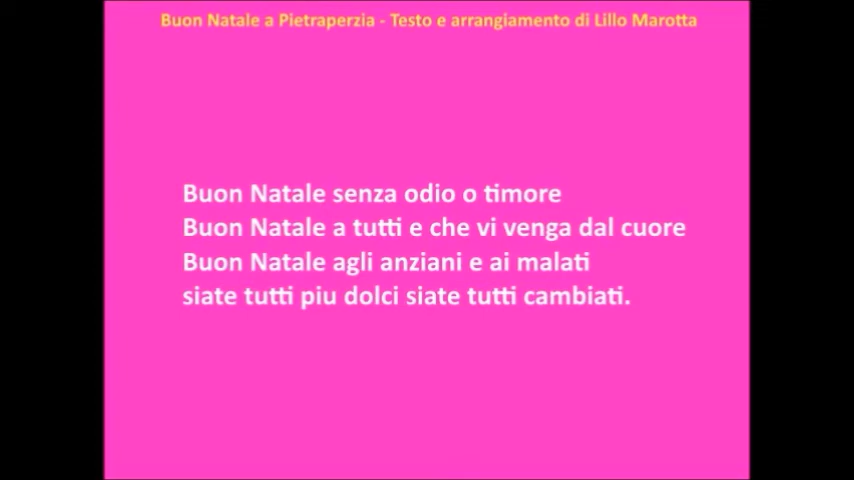 Buon Natale a Pietraperzia - Testo e arrangiamento di Lillo Marotta
Buon Natale senza odio o timore
Buon Natale a tutti e che vi venga dal cuore
Buon Natale agli anziani e ai malati
siate tutti piu dolci siate tutti cambiati.